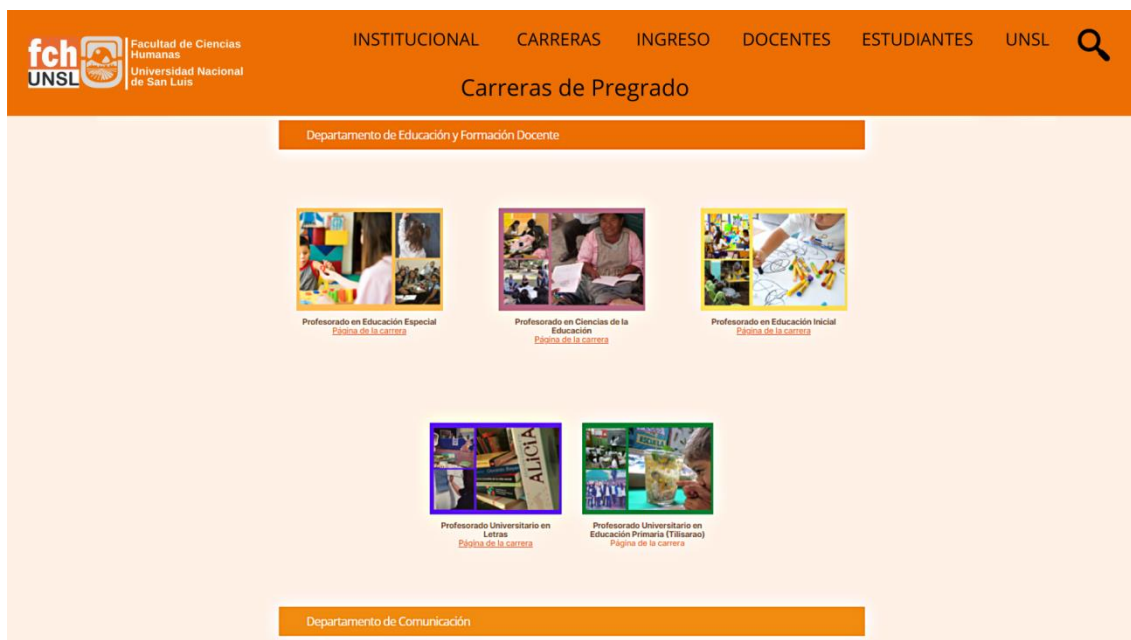 fch
UNSL
Facultad de Ciencias
Humanas
Universidad Nacional
de San Luis
INSTITUCIONAL CARRERAS INGRESO DOCENTES ESTUDIANTES UNSL
Carreras de Pregrado
Departamento de Educación y Formación Docente
Profesorado en Educación Especial
Página de la carrera
Profesorado en Ciencias de la
Educación
Página de la carrera
Profesorado en Educación Inicial
Página de la carrera
ALICIA
ESCUELA
Profesorado Universitario en
Letras
Página de la carrera
Profesorado Universitario en
Educación Primaria (Tilisarao)
Página de la carrera
Departamento de Comunicación